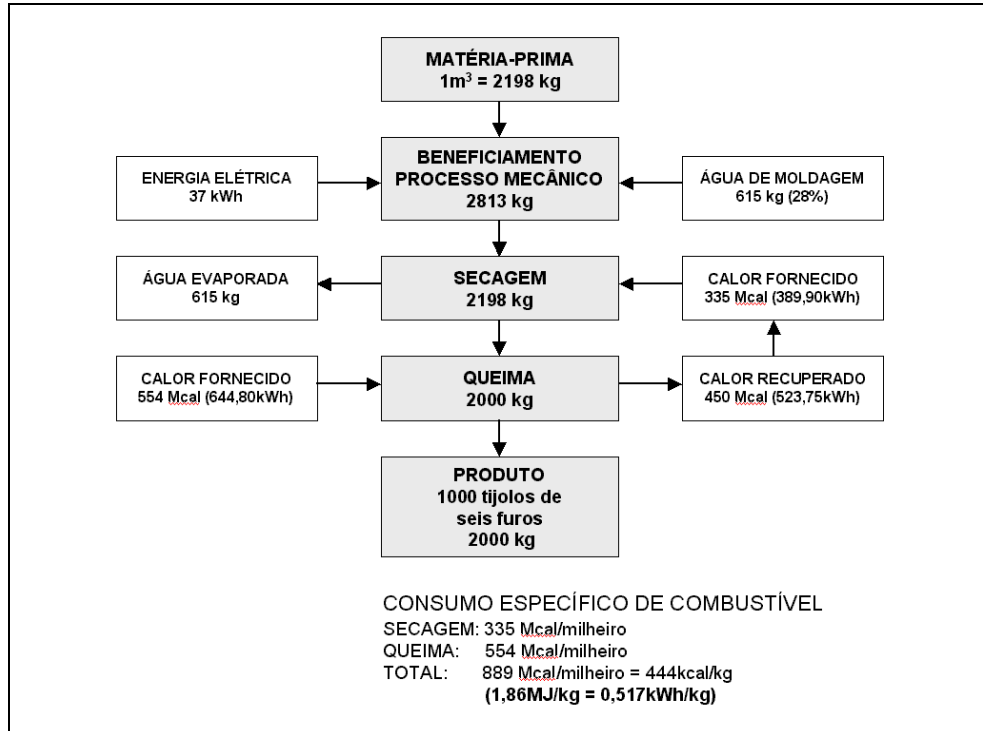 MATÉRIA-PRIMA
1m³ = 2198 kg
BENEFICIAMENTO
PROCESSO MECÂNICO
2813 kg
ENERGIA ELÉTRICA
37 kWh
ÁGUA DE MOLDAGEM
615 kg (28%)
ÁGUA EVAPORADA
615 kg
SECAGEM
2198 kg
CALOR FORNECIDO
335 Mcal (389,90kWh)
CALOR FORNECIDO
554 Mcal (644,80kWh)
QUEIMA
2000 kg
CALOR RECUPERADO
450 Mcal (523,75kWh)
PRODUTO
1000 tijolos de
seis furos
2000 kg
CONSUMO ESPECÍFICO DE COMBUSTÍVEL
SECAGEM: 335 Mcal/milheiro
QUEIMA: 554 Mcal/milheiro
TOTAL: 889 Mcal/milheiro = 444kcal/kg
(1,86MJ/kg = 0,517kWh/kg)